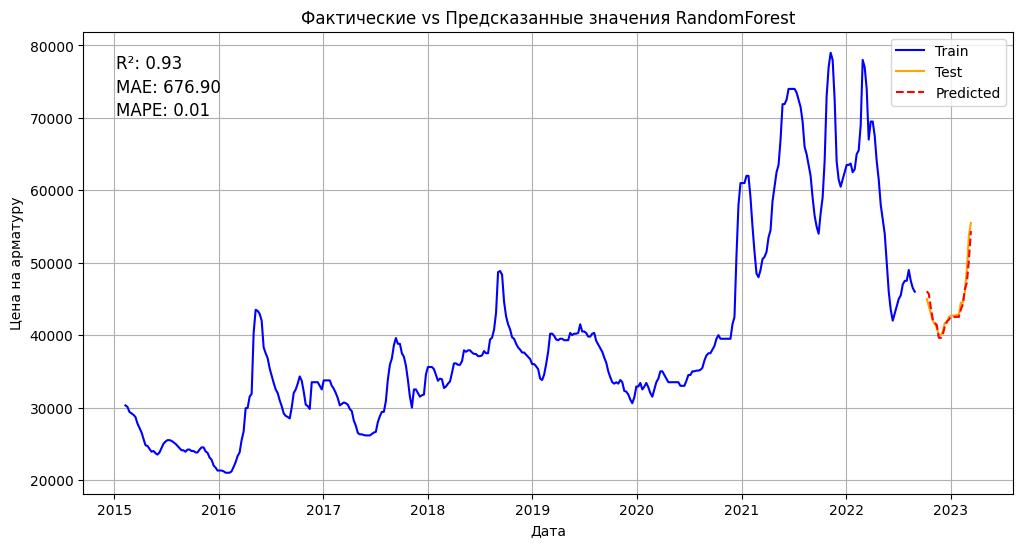 Фактические vs Предсказанные значения RandomForest
R²: 0.93
MAE: 676.90
MAPE: 0.01
Train
Test
Predicted
Цена на арматуру
80000
70000
60000
50000
40000
30000
20000
2015 2016 2017 2018 2019 2020 2021 2022 2023
Дата